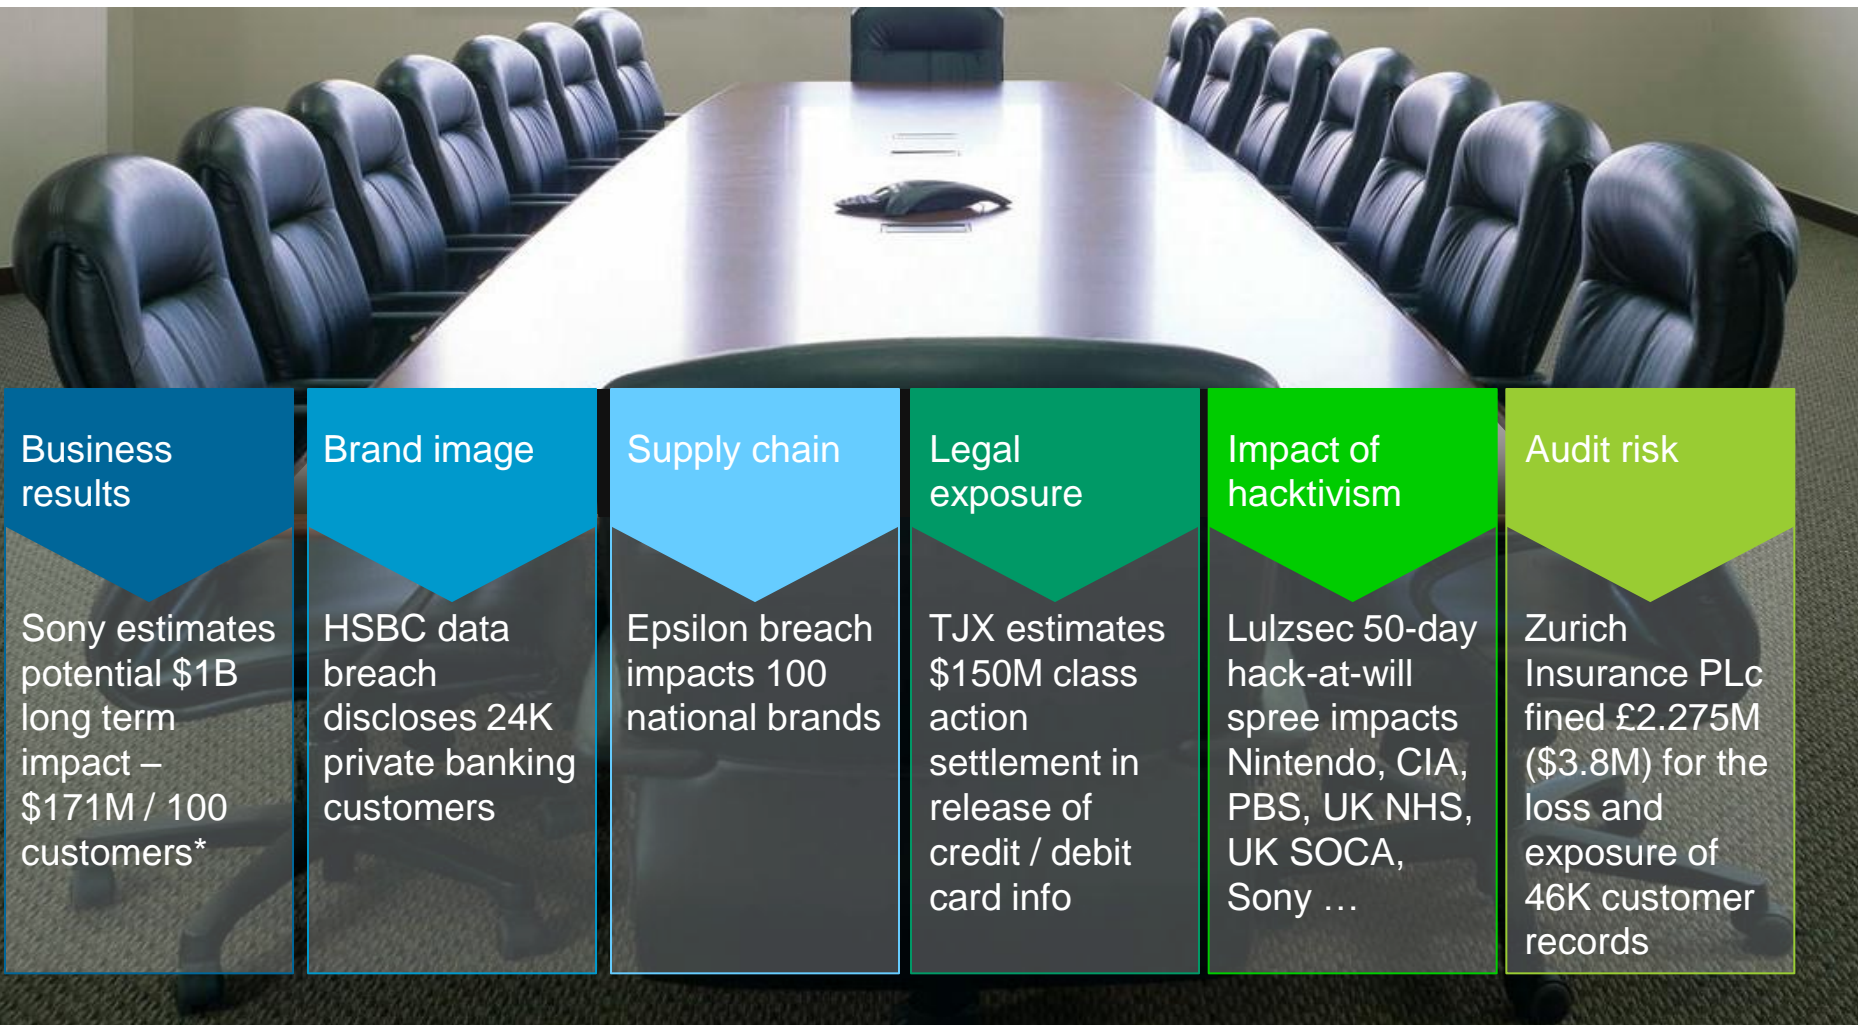 Business
results
Sony estimates
potential $1B
long term
impact –
$171M / 100
customers*
Brand image
HSBC data
breach
discloses 24K
private banking
customers
Supply chain
Epsilon breach
impacts 100
national brands
Legal
exposure
TJX estimates
$150M class
action
settlement in
release of
credit / debit
card info
Impact of
hacktivism
Lulzsec 50-day
hack-at-will
spree impacts
Nintendo, CIA,
PBS, UK NHS,
UK SOCA,
Sony …
Audit risk
Zurich
Insurance PLc
fined £2.275M
($3.8M) for the
loss and
exposure of
46K customer
records